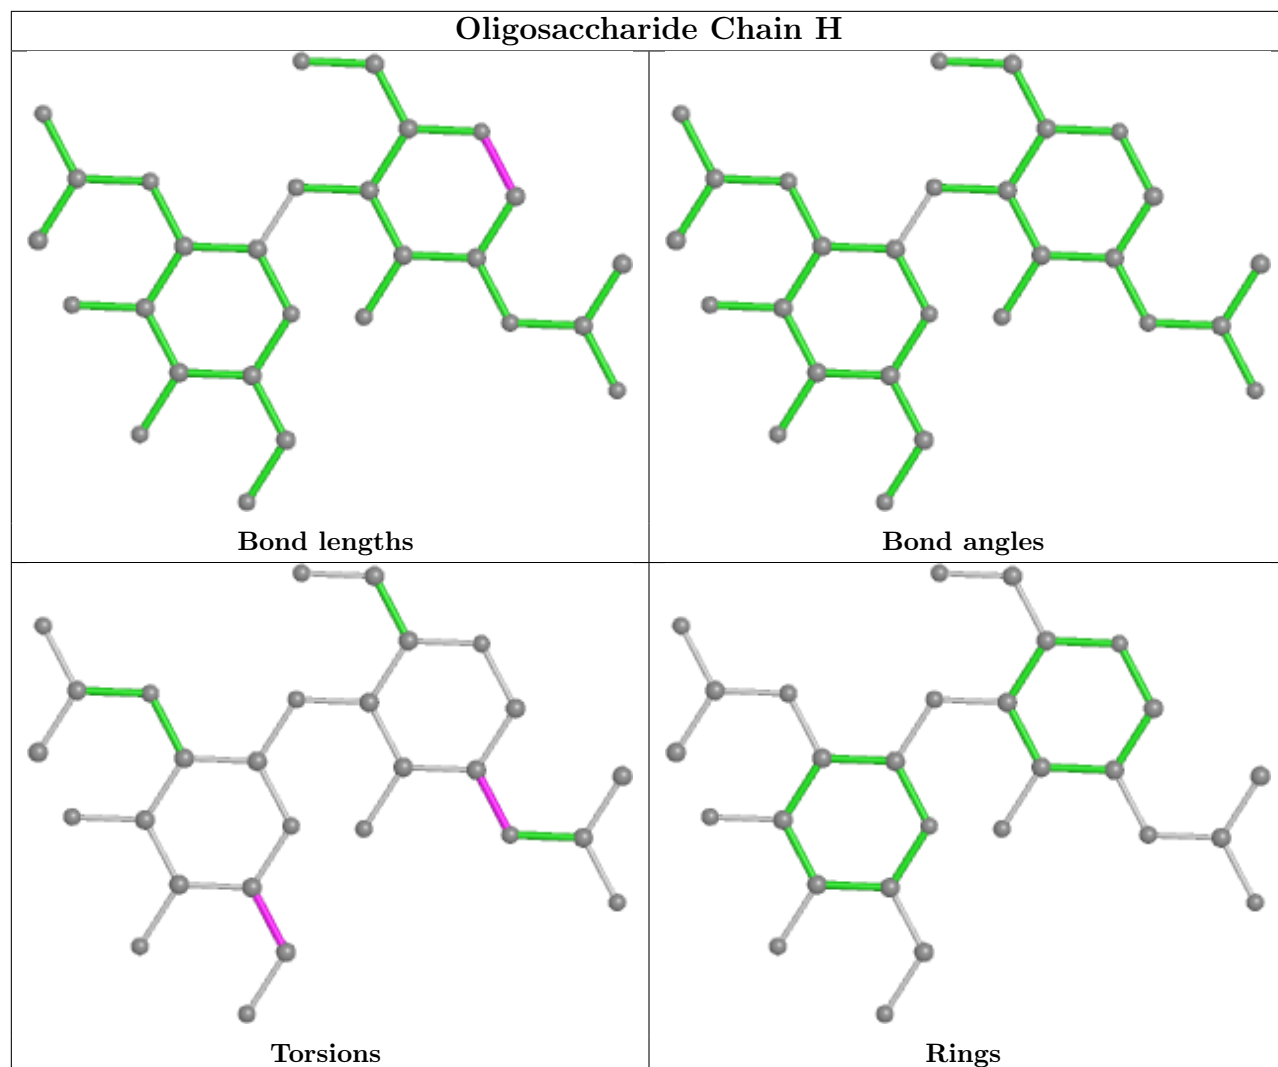 Oligosaccharide Chain H
Bond lengths
Bond angles
Torsions
Rings